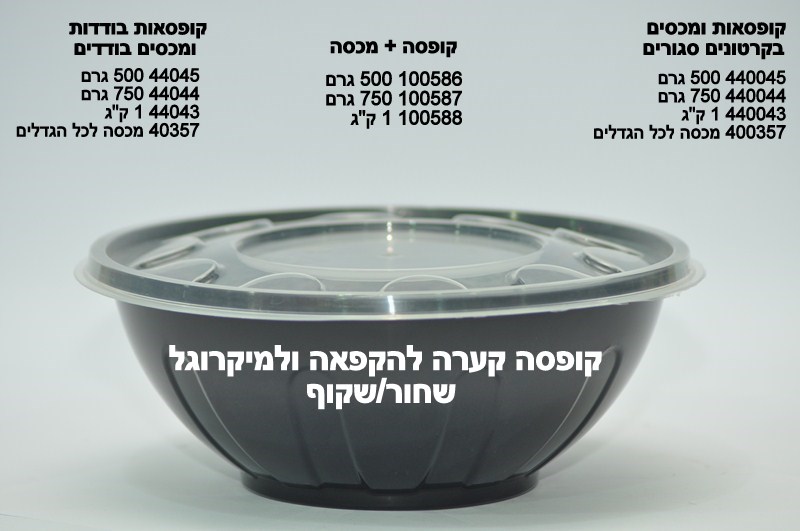 קופסאות ומכסים
בקרטונים סגורים
440045 500 גרם
440044 750 גרם
440043 1 ק"ג
400357 מכסה לכל הגדלים
קופסה + מכסה
100586 500 גרם
100587 750 גרם
100588 1 ק"ג
קופסאות בודדות
ומכסים בודדים
44045 500 גרם
44044 750 גרם
44043 1 ק"ג
40357 מכסה לכל הגדלים
קופסה קערה להקפאה ולמיקרוגל
שחור/שקוף